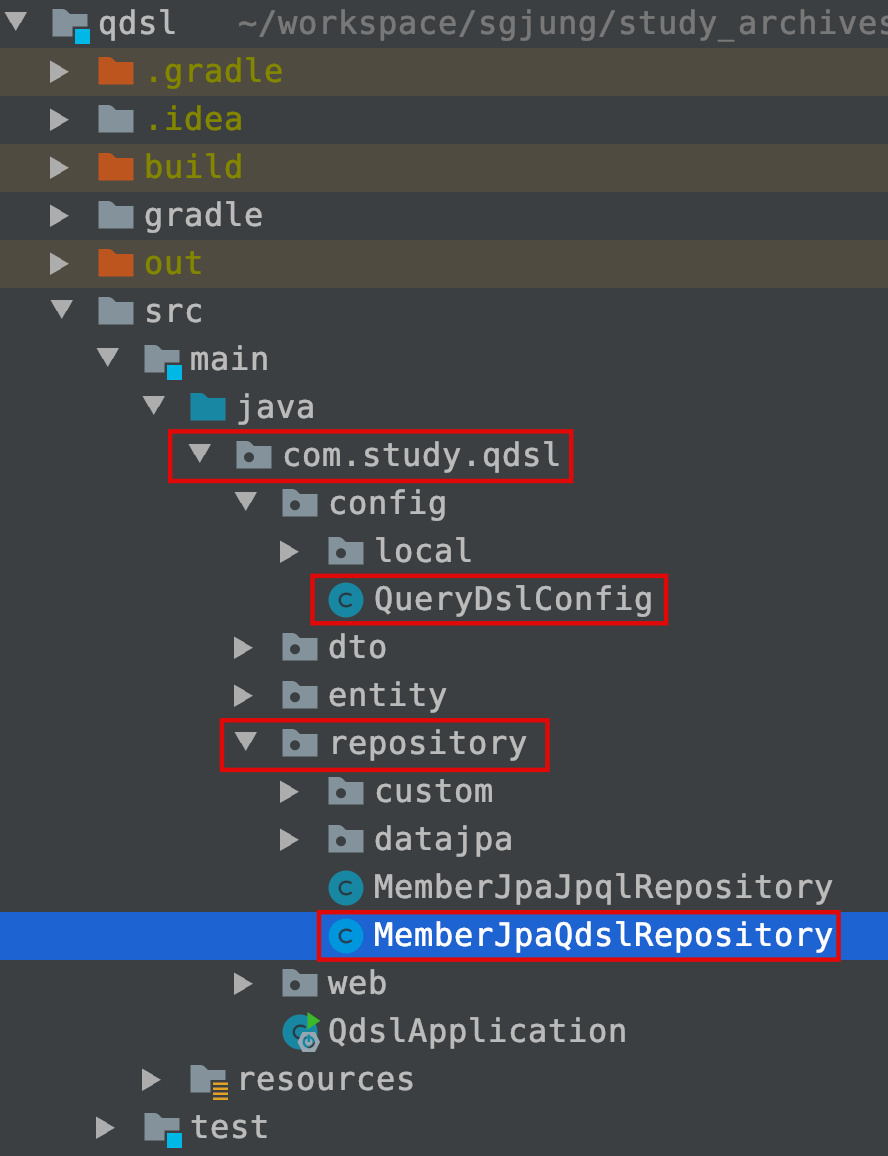 qdsl ~/workspace/sgjung/study_archives
.gradle
.idea
build
gradle
out
src
main
java
com.study.qdsl
config
local
QueryDslConfig
dto
entity
repository
custom
datajpa
MemberJpaJpqlRepository
MemberJpaQdslRepository
web
QdslApplication
resources
test